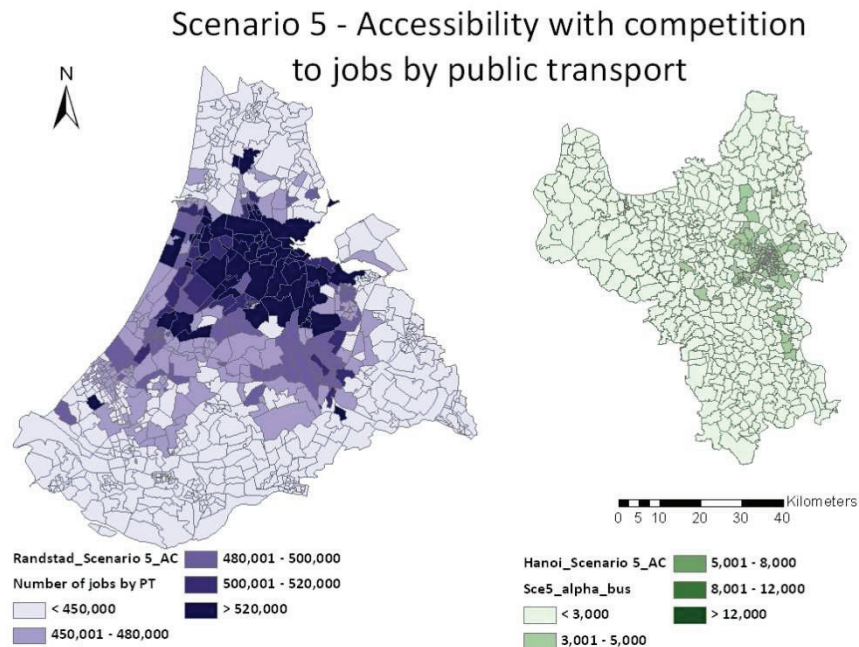 Scenario 5 - Accessibility with competition
to jobs by public transport
N
Kilometers
0 5 10 20 30 40
Randstad_Scenario 5_AC
Number of jobs by PT
< 450,000
450,001 - 480,000
480,001 - 500,000
500,001 - 520,000
> 520,000
Hanoi_Scenario 5_AC
Sce5_alpha_bus
< 3,000
3,001 - 5,000
5,001 - 8,000
8,001 - 12,000
> 12,000